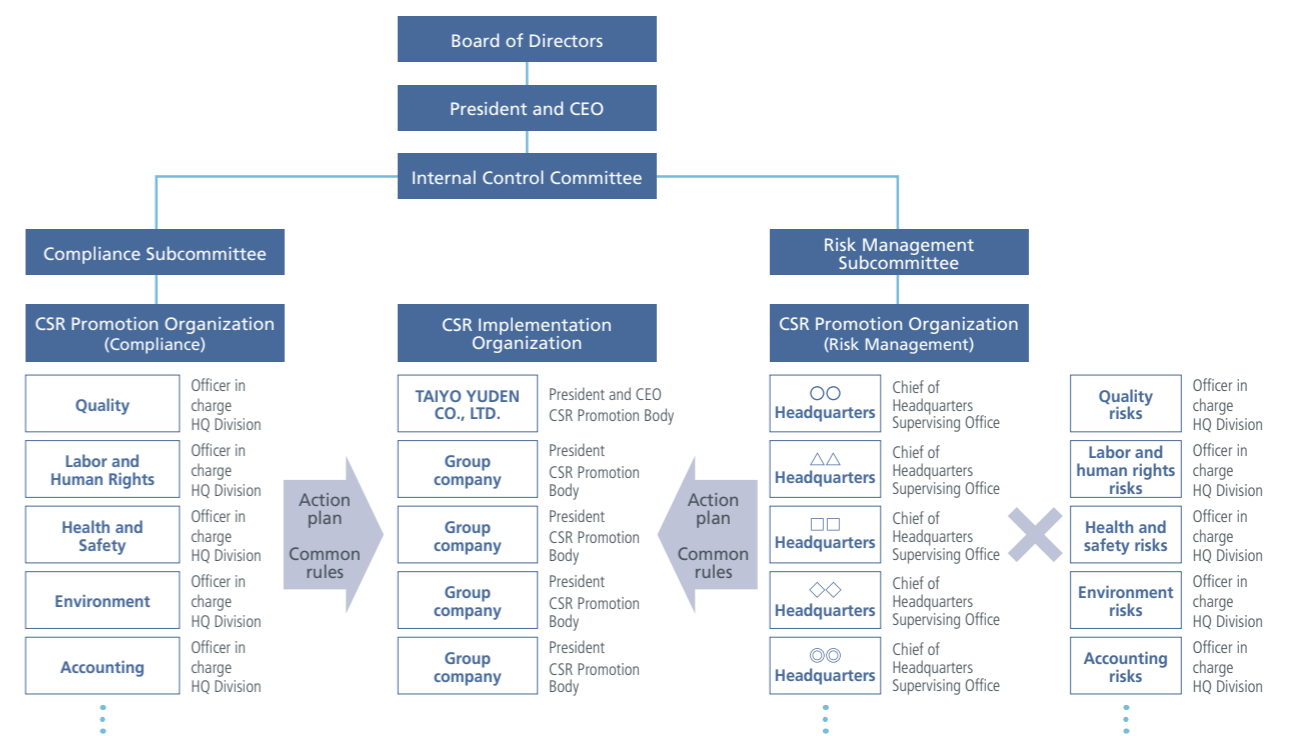 Board of Directors
President and CEO
Internal Control Committee
Compliance Subcommittee
Risk Management
Subcommittee
CSR Promotion Organization
(Compliance)
CSR Implementation
Organization
CSR Promotion Organization
(Risk Management)
Quality
Officer in
charge
HQ Division
Labor and
Human Rights
Officer in
charge
HQ Division
Health and
Safety
Officer in
charge
HQ Division
Environment
Officer in
charge
HQ Division
Accounting
Officer in
charge
HQ Division
Action
plan
Common
rules
TAIYO YUDEN
CO., LTD.
President and CEO
CSR Promotion Body
Group
company
President
CSR Promotion
Body
Group
company
President
CSR Promotion
Body
Group
company
President
CSR Promotion
Body
Group
company
President
CSR Promotion
Body
Action
plan
Common
rules
○○
Headquarters
Chief of
Headquarters
Supervising Office
△△
Headquarters
Chief of
Headquarters
Supervising Office
□□
Headquarters
Chief of
Headquarters
Supervising Office
◇◇
Headquarters
Chief of
Headquarters
Supervising Office
◎◎
Headquarters
Chief of
Headquarters
Supervising Office
Quality
risks
Officer in
charge
HQ Division
Labor and
human rights
risks
Officer in
charge
HQ Division
Health and
safety risks
Officer in
charge
HQ Division
Environment
risks
Officer in
charge
HQ Division
Accounting
risks
Officer in
charge
HQ Division